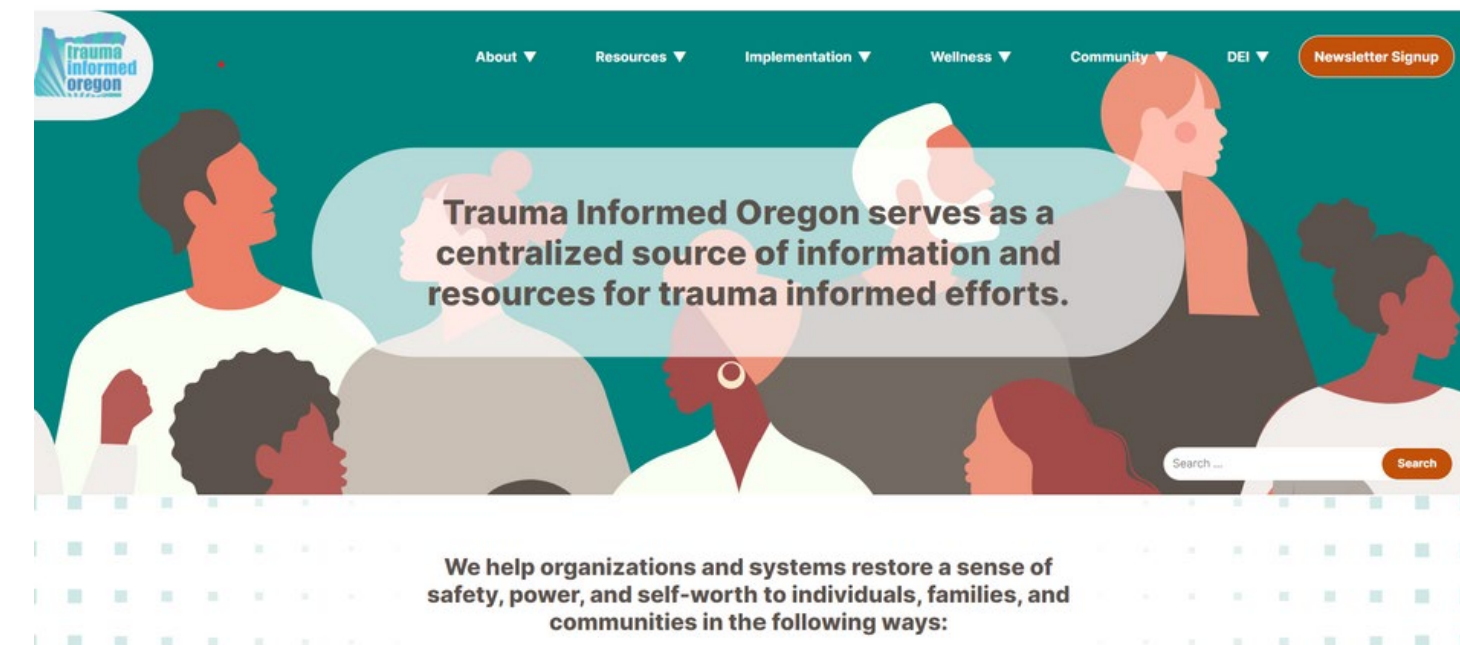 trauma
informed
oregon
About ▼ Resources ▼ Implementation ▼ Wellness ▼ Community ▼ DEI ▼ Newsletter Signup
Trauma Informed Oregon serves as a
centralized source of information and
resources for trauma informed efforts.
Search ... Search
We help organizations and systems restore a sense of
safety, power, and self-worth to individuals, families, and
communities in the following ways: